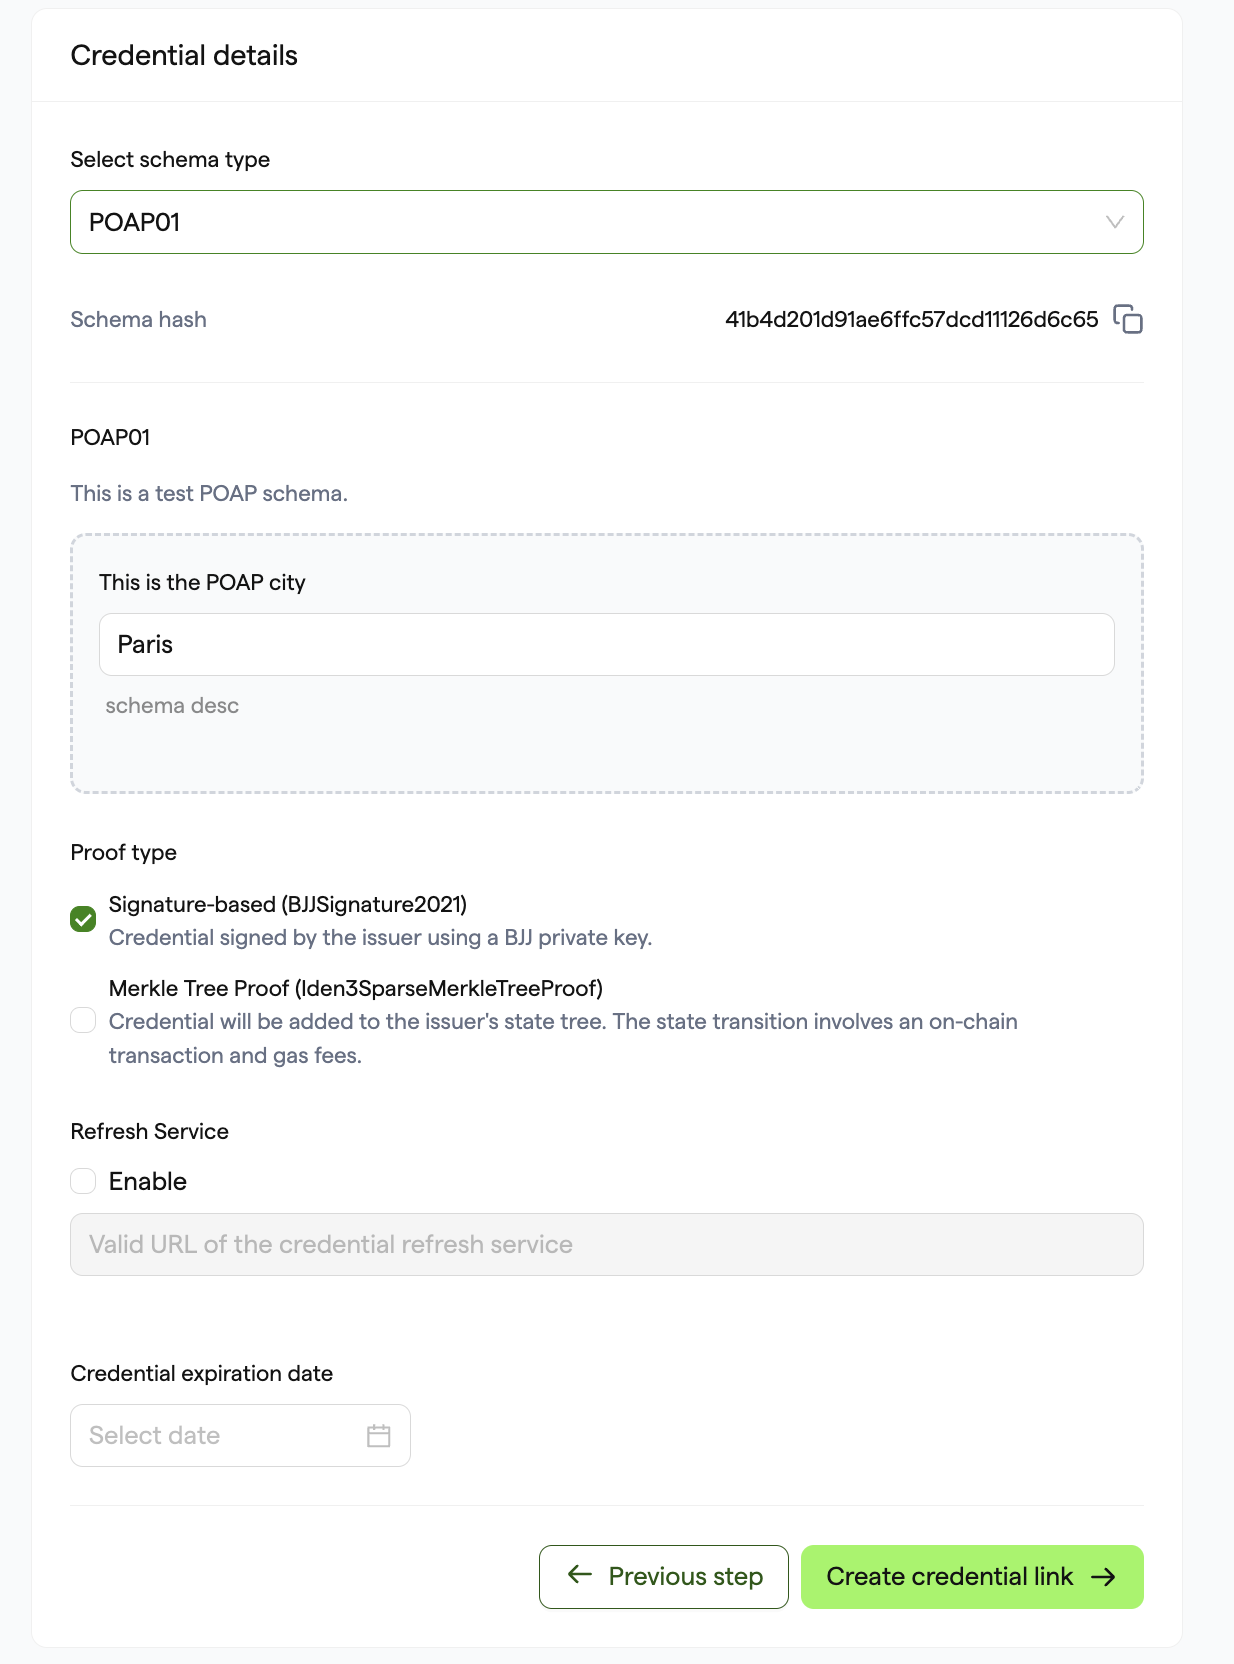 Credential details
Select schema type
POAP01
Schema hash
41b4d201d91ae6ffc57dcd11126d6c65
POAP01
This is a test POAP schema.
This is the POAP city
Paris
schema desc
Proof type
Signature-based (BJJSignature2021)
Credential signed by the issuer using a BJJ private key.
Merkle Tree Proof (Iden3SparseMerkleTreeProof)
Credential will be added to the issuer's state tree. The state transition involves an on-chain
transaction and gas fees.
Refresh Service
Enable
Valid URL of the credential refresh service
Credential expiration date
Select date
Previous step
Create credential link